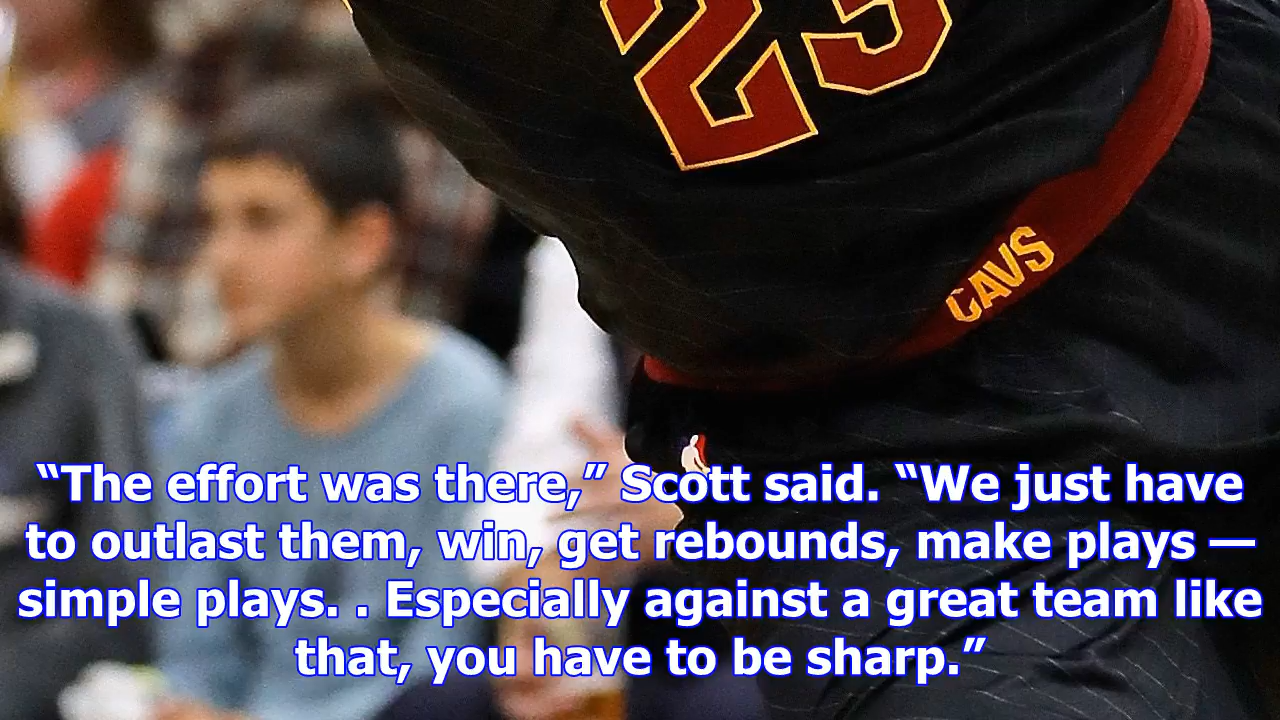 23
CAVS
“The effort was there,” Scott said. “We just have
to outlast them, win, get rebounds, make plays —
simple plays. . Especially against a great team like
that, you have to be sharp.”